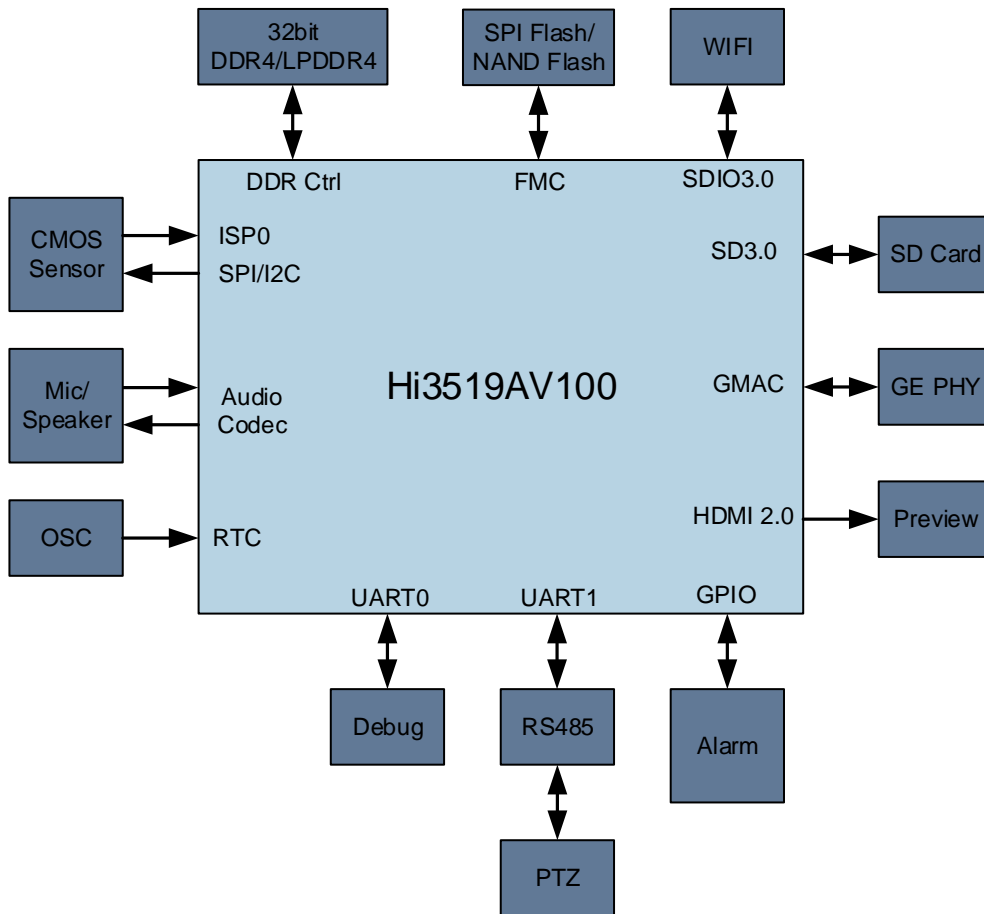 32bit
DDR4/LPDDR4
SPI Flash/
NAND Flash
WIFI
DDR Ctrl
FMC
SDIO3.0
CMOS
Sensor
ISP0
SPI/I2C
SD3.0
SD Card
Mic/
Speaker
Audio
Codec
Hi3519AV100
GMAC
GE PHY
OSC
RTC
HDMI 2.0
Preview
UART0
UART1
GPIO
Debug
RS485
Alarm
PTZ